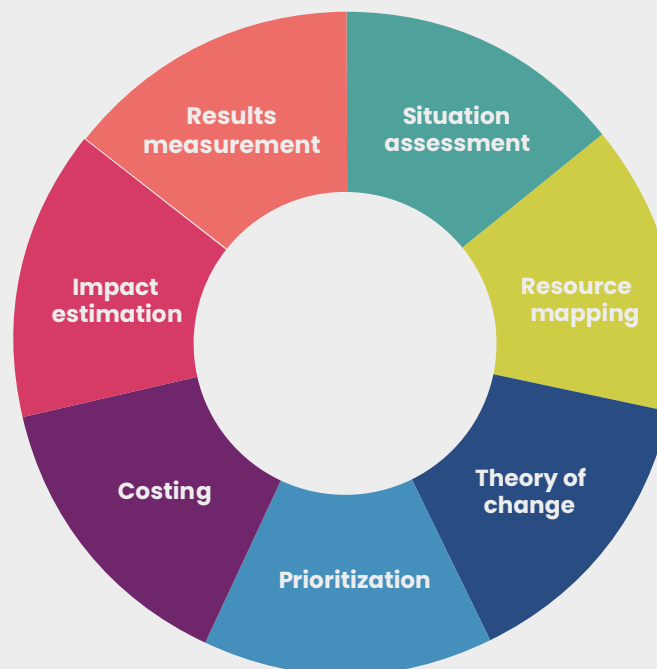 Results
measurement
Situation
assessment
Impact
estimation
Resource
mapping
Costing
Theory of
change
Prioritization